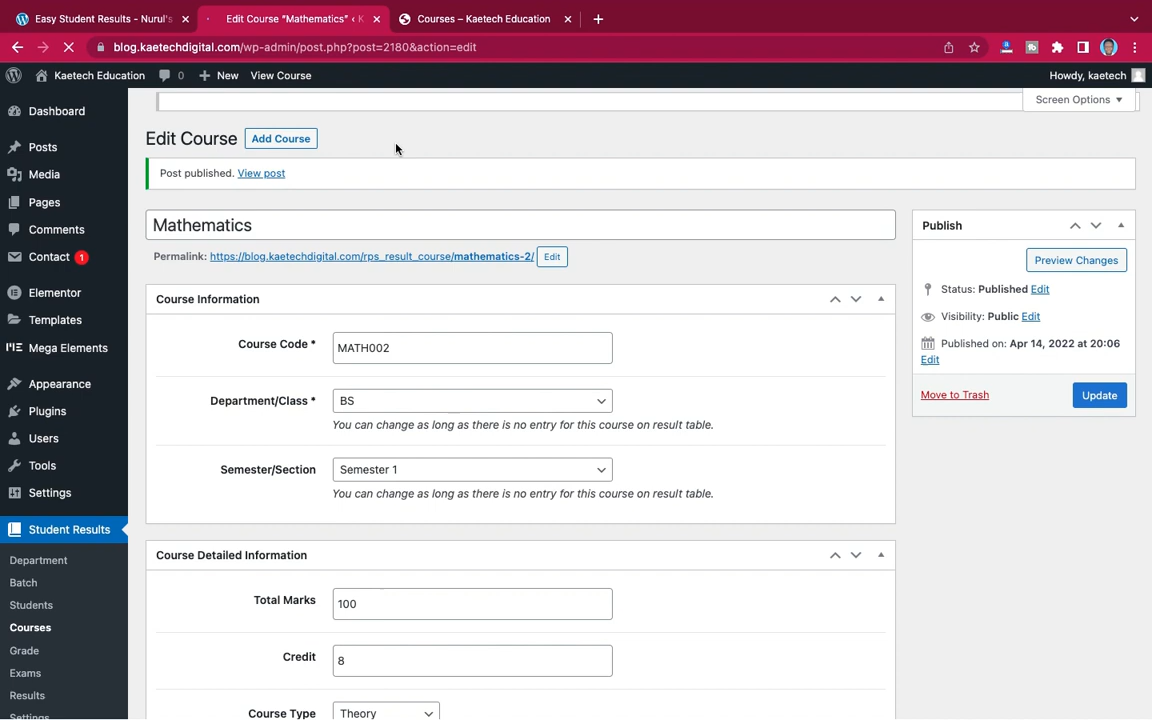 Easy Student Results - Nurul's
Edit Course "Mathematics" ‹ K
Courses – Kaetech Education
blog.kaetechdigital.com/wp-admin/post.php?post=2180&action=edit
Kaetech Education
0
New
View Course
Howdy, kaetech
Dashboard
Posts
Media
Pages
Comments
Contact 1
Elementor
Templates
Mega Elements
Appearance
Plugins
Users
Tools
Settings
Student Results
Department
Batch
Students
Courses
Grade
Exams
Results
Settings
Screen Options
Edit Course
Add Course
Post published. View post
Mathematics
Permalink: https://blog.kaetechdigital.com/rps_result_course/mathematics-2/ Edit
Course Information
Course Code *
MATH002
Department/Class *
BS
You can change as long as there is no entry for this course on result table.
Semester/Section
Semester 1
You can change as long as there is no entry for this course on result table.
Course Detailed Information
Total Marks
100
Credit
8
Course Type
Theory
Publish
Preview Changes
Status: Published Edit
Visibility: Public Edit
Published on: Apr 14, 2022 at 20:06
Edit
Move to Trash
Update